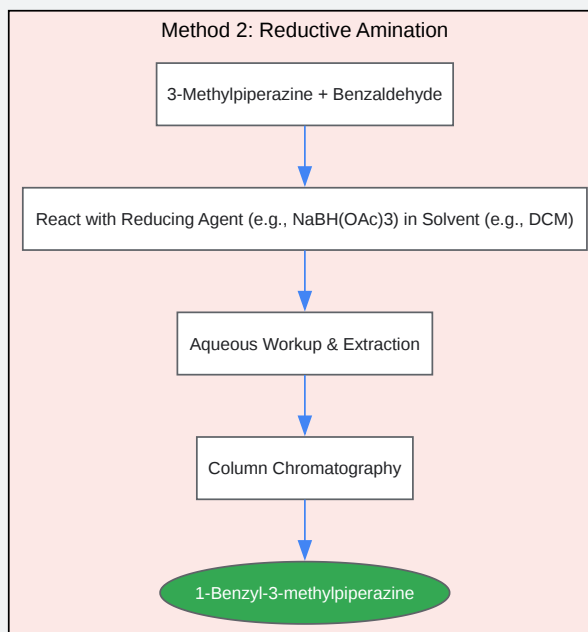 Method 2: Reductive Amination
3-Methylpiperazine + Benzaldehyde
React with Reducing Agent (e.g., NaBH(OAc)3) in Solvent (e.g., DCM)
Aqueous Workup & Extraction
Column Chromatography
1-Benzyl-3-methylpiperazine